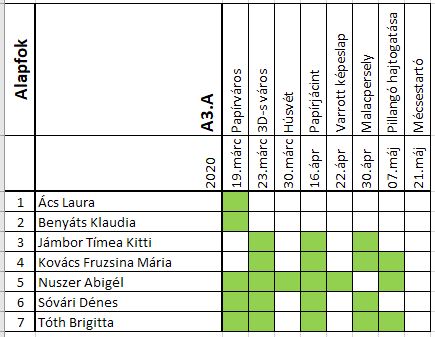 Alapfok
A3.A
Papírváros
3D-s város
Húsvét
Papírjácint
Varrott képeslap
Malacpersely
Pillangó hajtogatása
Mécsestartó
2020
19.márc
23.márc
30.márc
16.ápr
22.ápr
30.ápr
07.máj
21.máj
1 Ács Laura
2 Benyáts Klaudia
3 Jámbor Tímea Kitti
4 Kovács Fruzsina Mária
5 Nuszer Abigél
6 Sóvári Dénes
7 Tóth Brigitta